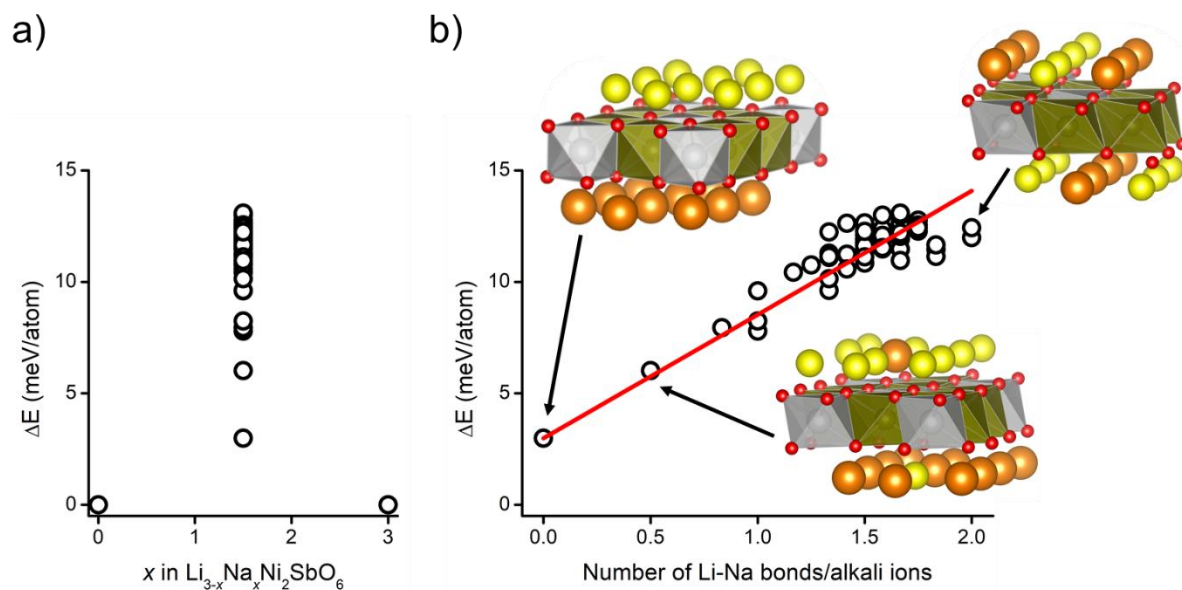 a)
ΔE (meV/atom)
15
10
5
0
0 1 2 3
x in Li₃₋ₓNaₓNi₂SbO₆
b)
ΔE (meV/atom)
15
10
5
0
0.0 0.5 1.0 1.5 2.0
Number of Li-Na bonds/alkali ions